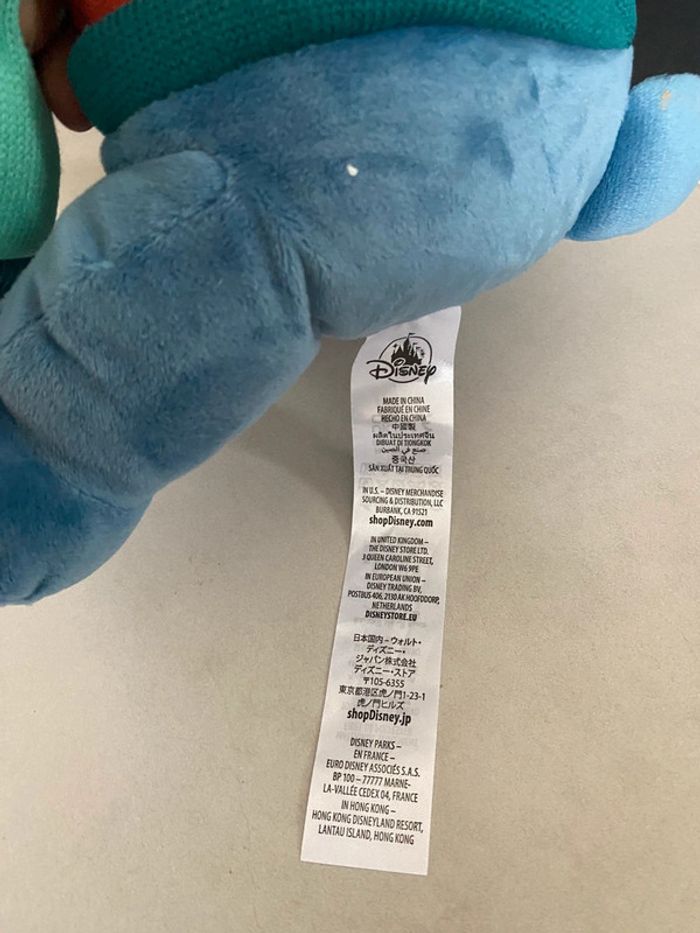 Disney
MADE IN CHINA
FABRIQUÉ EN CHINE
HECHO EN CHINA
中國製
ผลิตในประเทศจีน
DIBUAT DI TIONGKOK
صنع في الصين
중국산
SẢN XUẤT TẠI TRUNG QUỐC
IN U.S. – DISNEY MERCHANDISE
SOURCING & DISTRIBUTION, LLC
BURBANK, CA 91521
shopDisney.com
IN UNITED KINGDOM –
THE DISNEY STORE LTD.
3 QUEEN CAROLINE STREET,
LONDON W6 9PE
IN EUROPEAN UNION –
DISNEY TRADING BV,
POSTBUS 406, 2130 AK HOOFDDORP,
NETHERLANDS
DISNEYSTORE.EU
日本国内 – ウォルト・
ディズニー・
ジャパン株式会社
ディズニー・ストア
〒105-6355
東京都港区虎ノ門1-23-1
虎ノ門ヒルズ
shopDisney.jp
DISNEY PARKS –
EN FRANCE –
EURO DISNEY ASSOCIÉS S.A.S.
BP 100 – 77777 MARNE-
LA-VALLÉE CEDEX 04, FRANCE
IN HONG KONG –
HONG KONG DISNEYLAND RESORT,
LANTAU ISLAND, HONG KONG